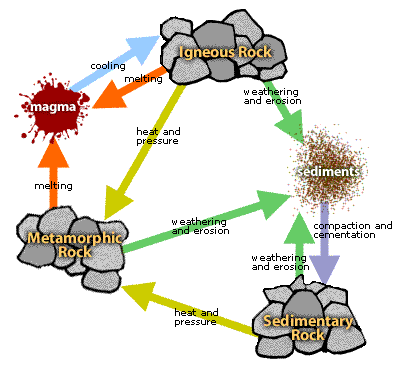 Igneous Rock
cooling
melting
magma
weathering
and erosion
heat and
pressure
sediments
melting
weathering
and erosion
compaction and
cementation
Metamorphic
Rock
weathering
and erosion
heat and
pressure
Sedimentary
Rock